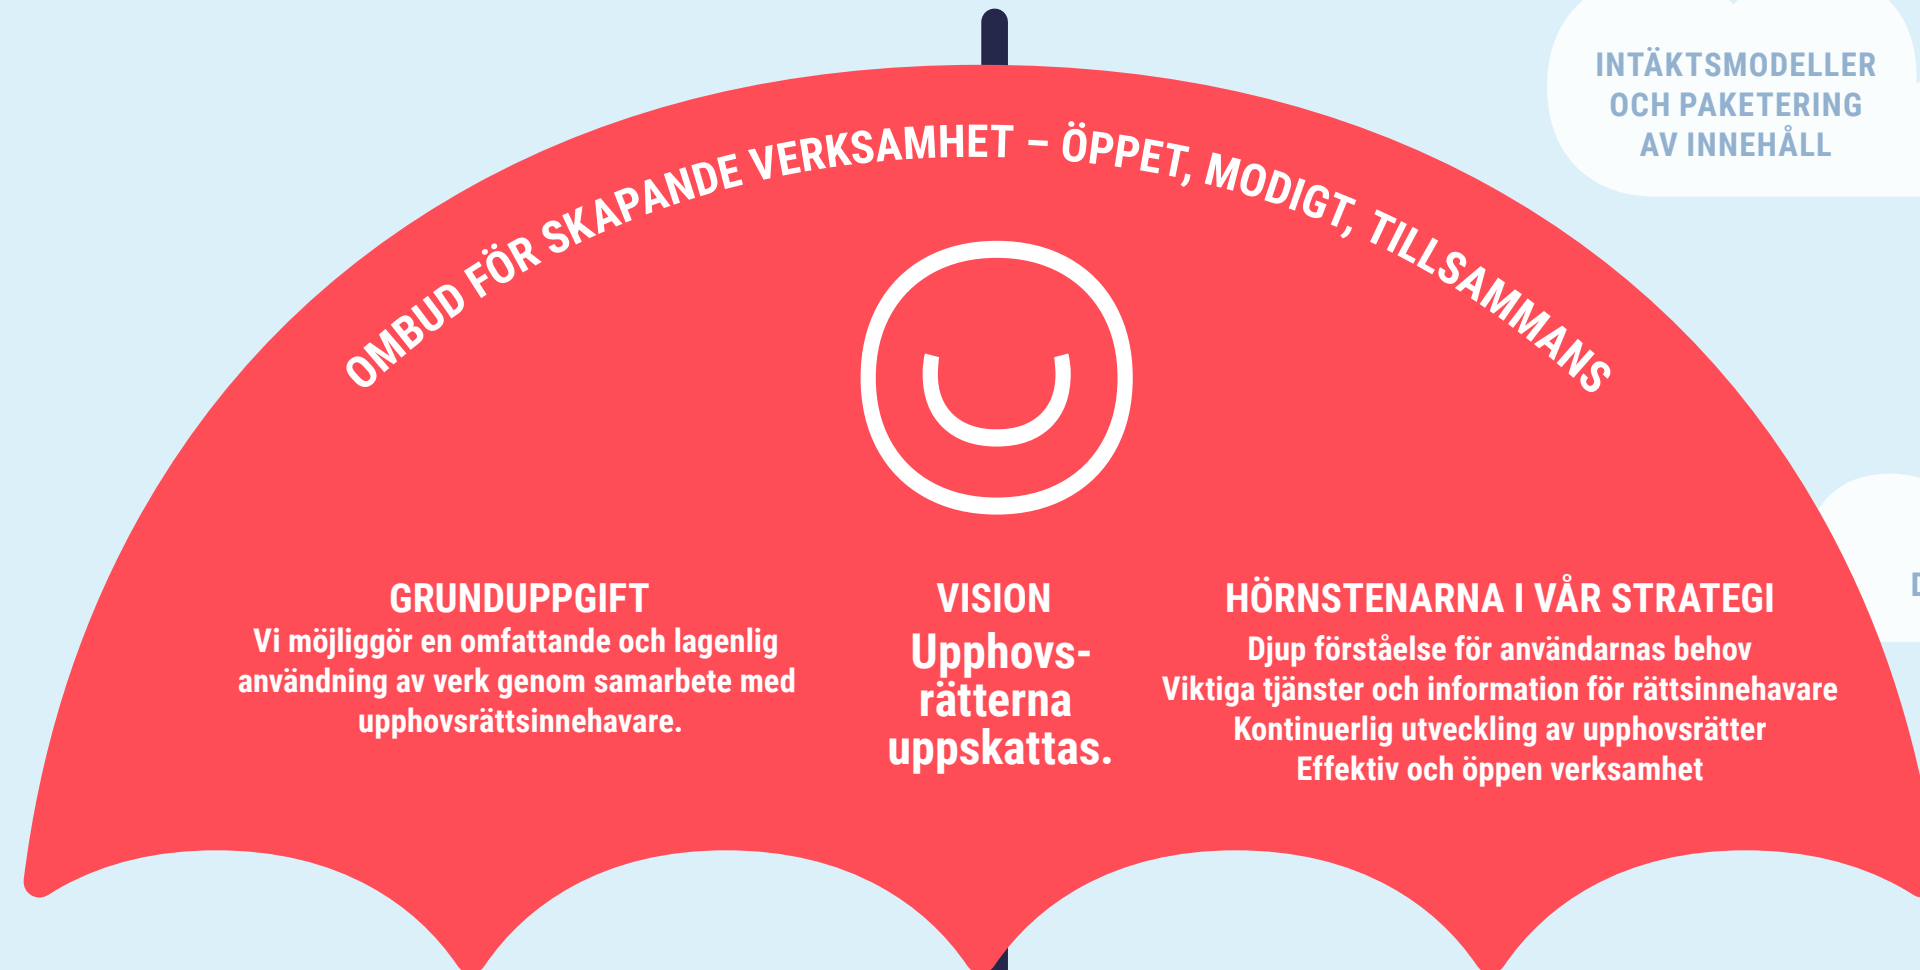 INTÄKTSMODELLER
OCH PAKETERING
AV INNEHÅLL
OMBUD FÖR SKAPANDE VERKSAMHET – ÖPPET, MODIGT, TILLSAMMANS
GRUNDUPPGIFT
Vi möjliggör en omfattande och lagenlig
användning av verk genom samarbete med
upphovsrättsinnehavare.
VISION
Upphovs-
rätterna
uppskattas.
HÖRNSTENARNA I VÅR STRATEGI
Djup förståelse för användarnas behov
Viktiga tjänster och information för rättsinnehavare
Kontinuerlig utveckling av upphovsrätter
Effektiv och öppen verksamhet